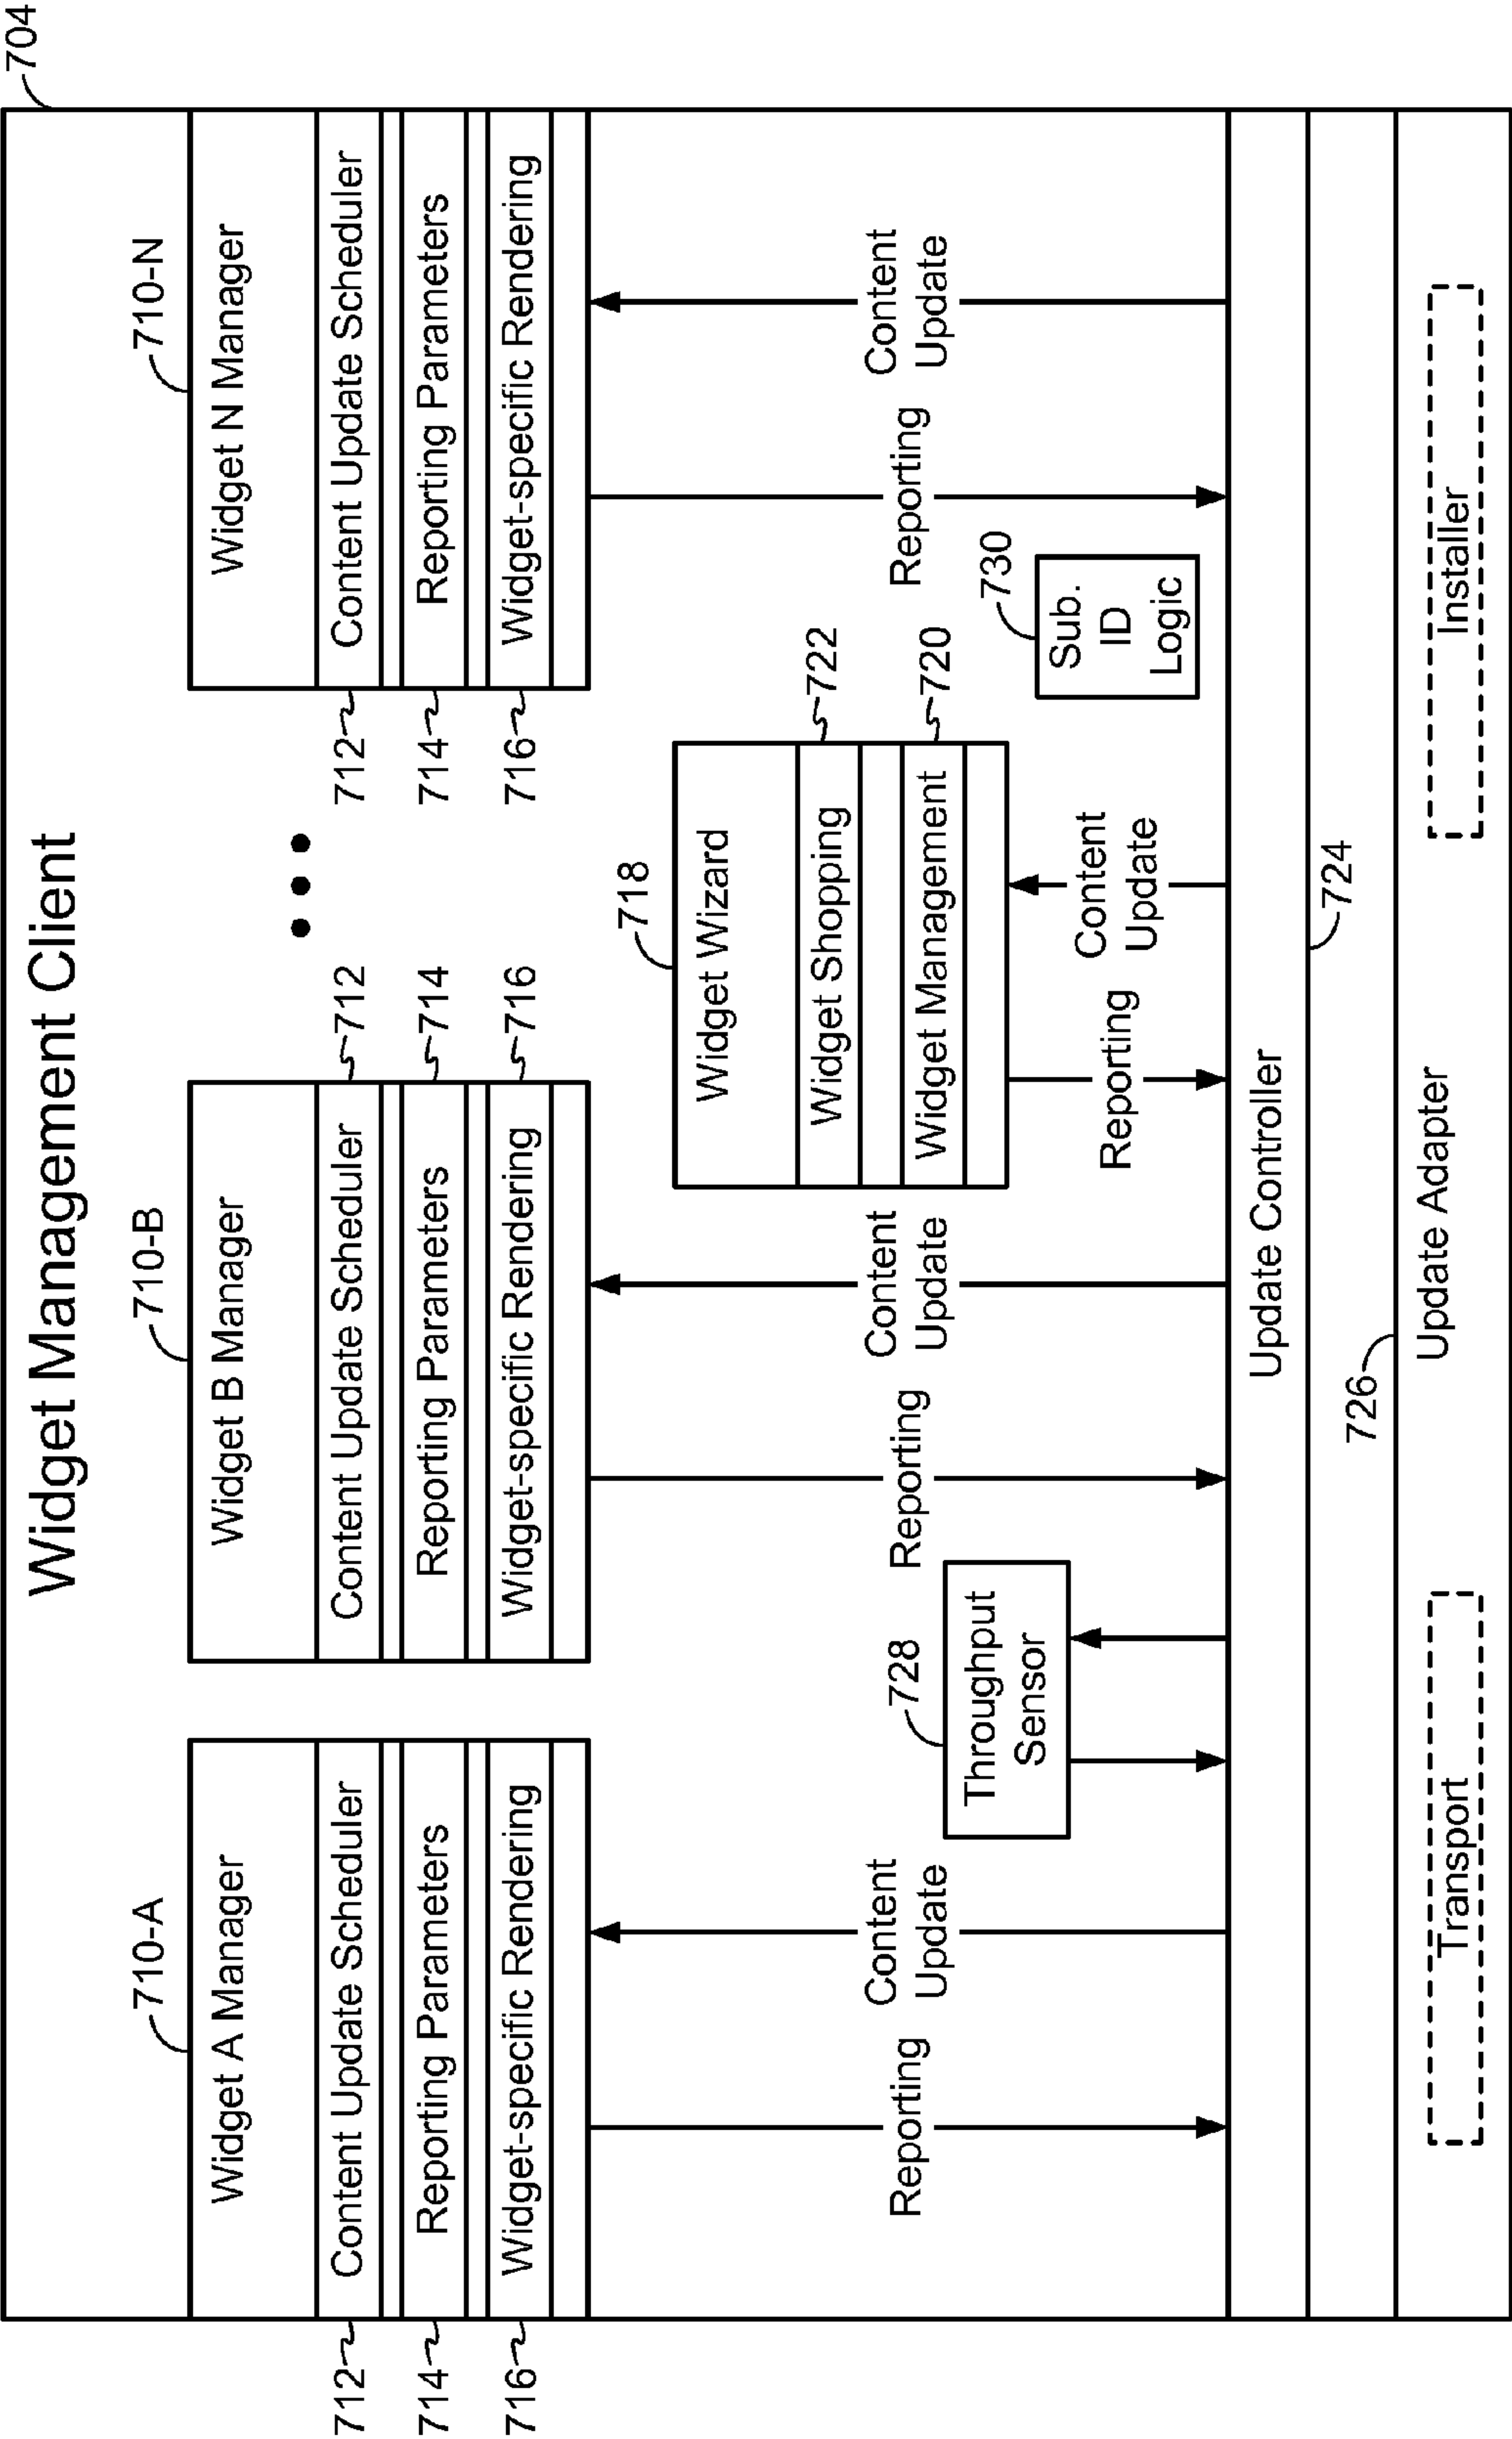 Widget Management Client
704
710-A
Widget A Manager
712
Content Update Scheduler
714
Reporting Parameters
716
Widget-specific Rendering
710-B
Widget B Manager
Content Update Scheduler
712
Reporting Parameters
714
Widget-specific Rendering
716
710-N
Widget N Manager
712
Content Update Scheduler
714
Reporting Parameters
716
Widget-specific Rendering
718
Widget Wizard
Widget Shopping
722
Widget Management
720
Reporting
Content
Update
728
Throughput
Sensor
Reporting
Content
Update
Reporting
Content
Update
730
Sub.
ID
Logic
Reporting
Content
Update
Update Controller
724
726
Update Adapter
Transport
Installer